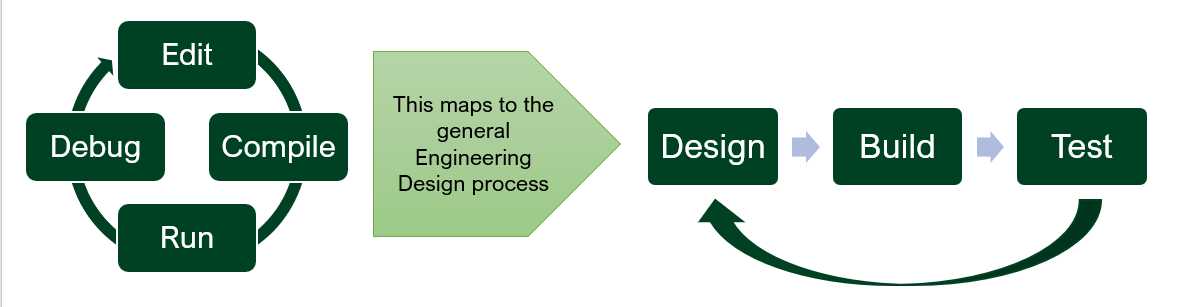 Edit
Debug
Compile
Run
This maps to the
general
Engineering
Design process
Design
Build
Test